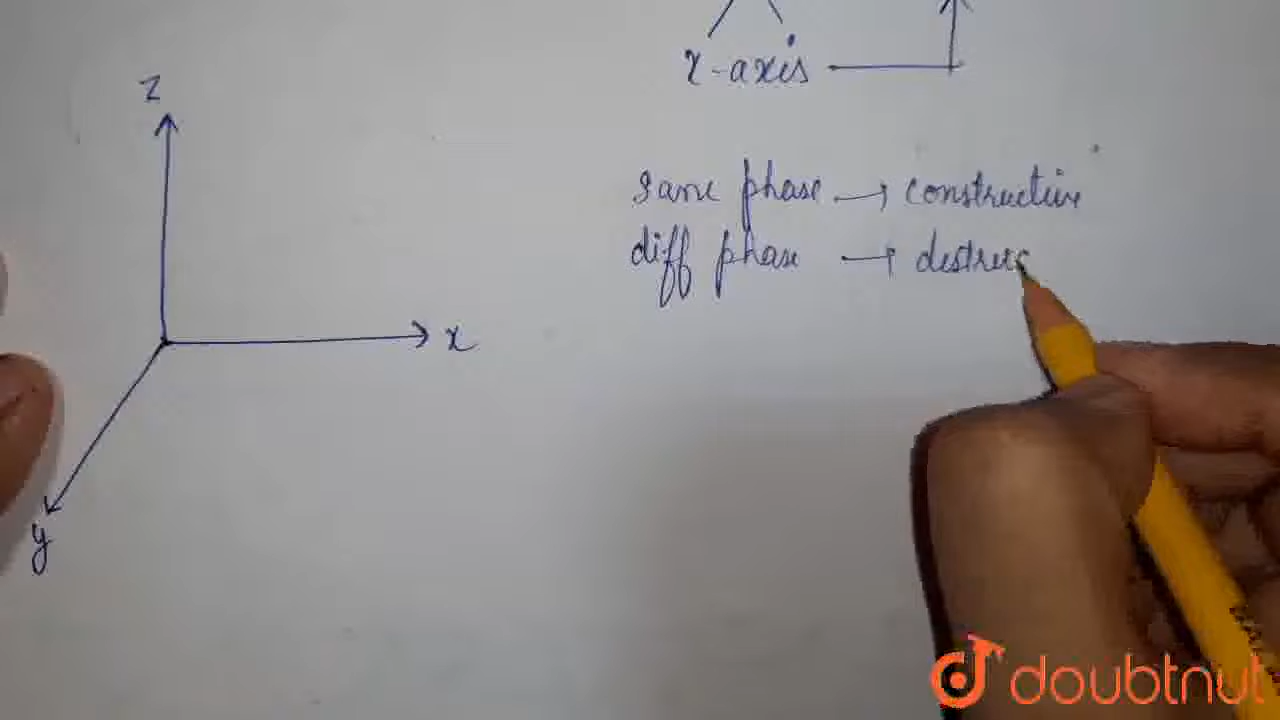 x-axis
z
same phase → constructive
diff phase → destruc
x
y
doubtnut